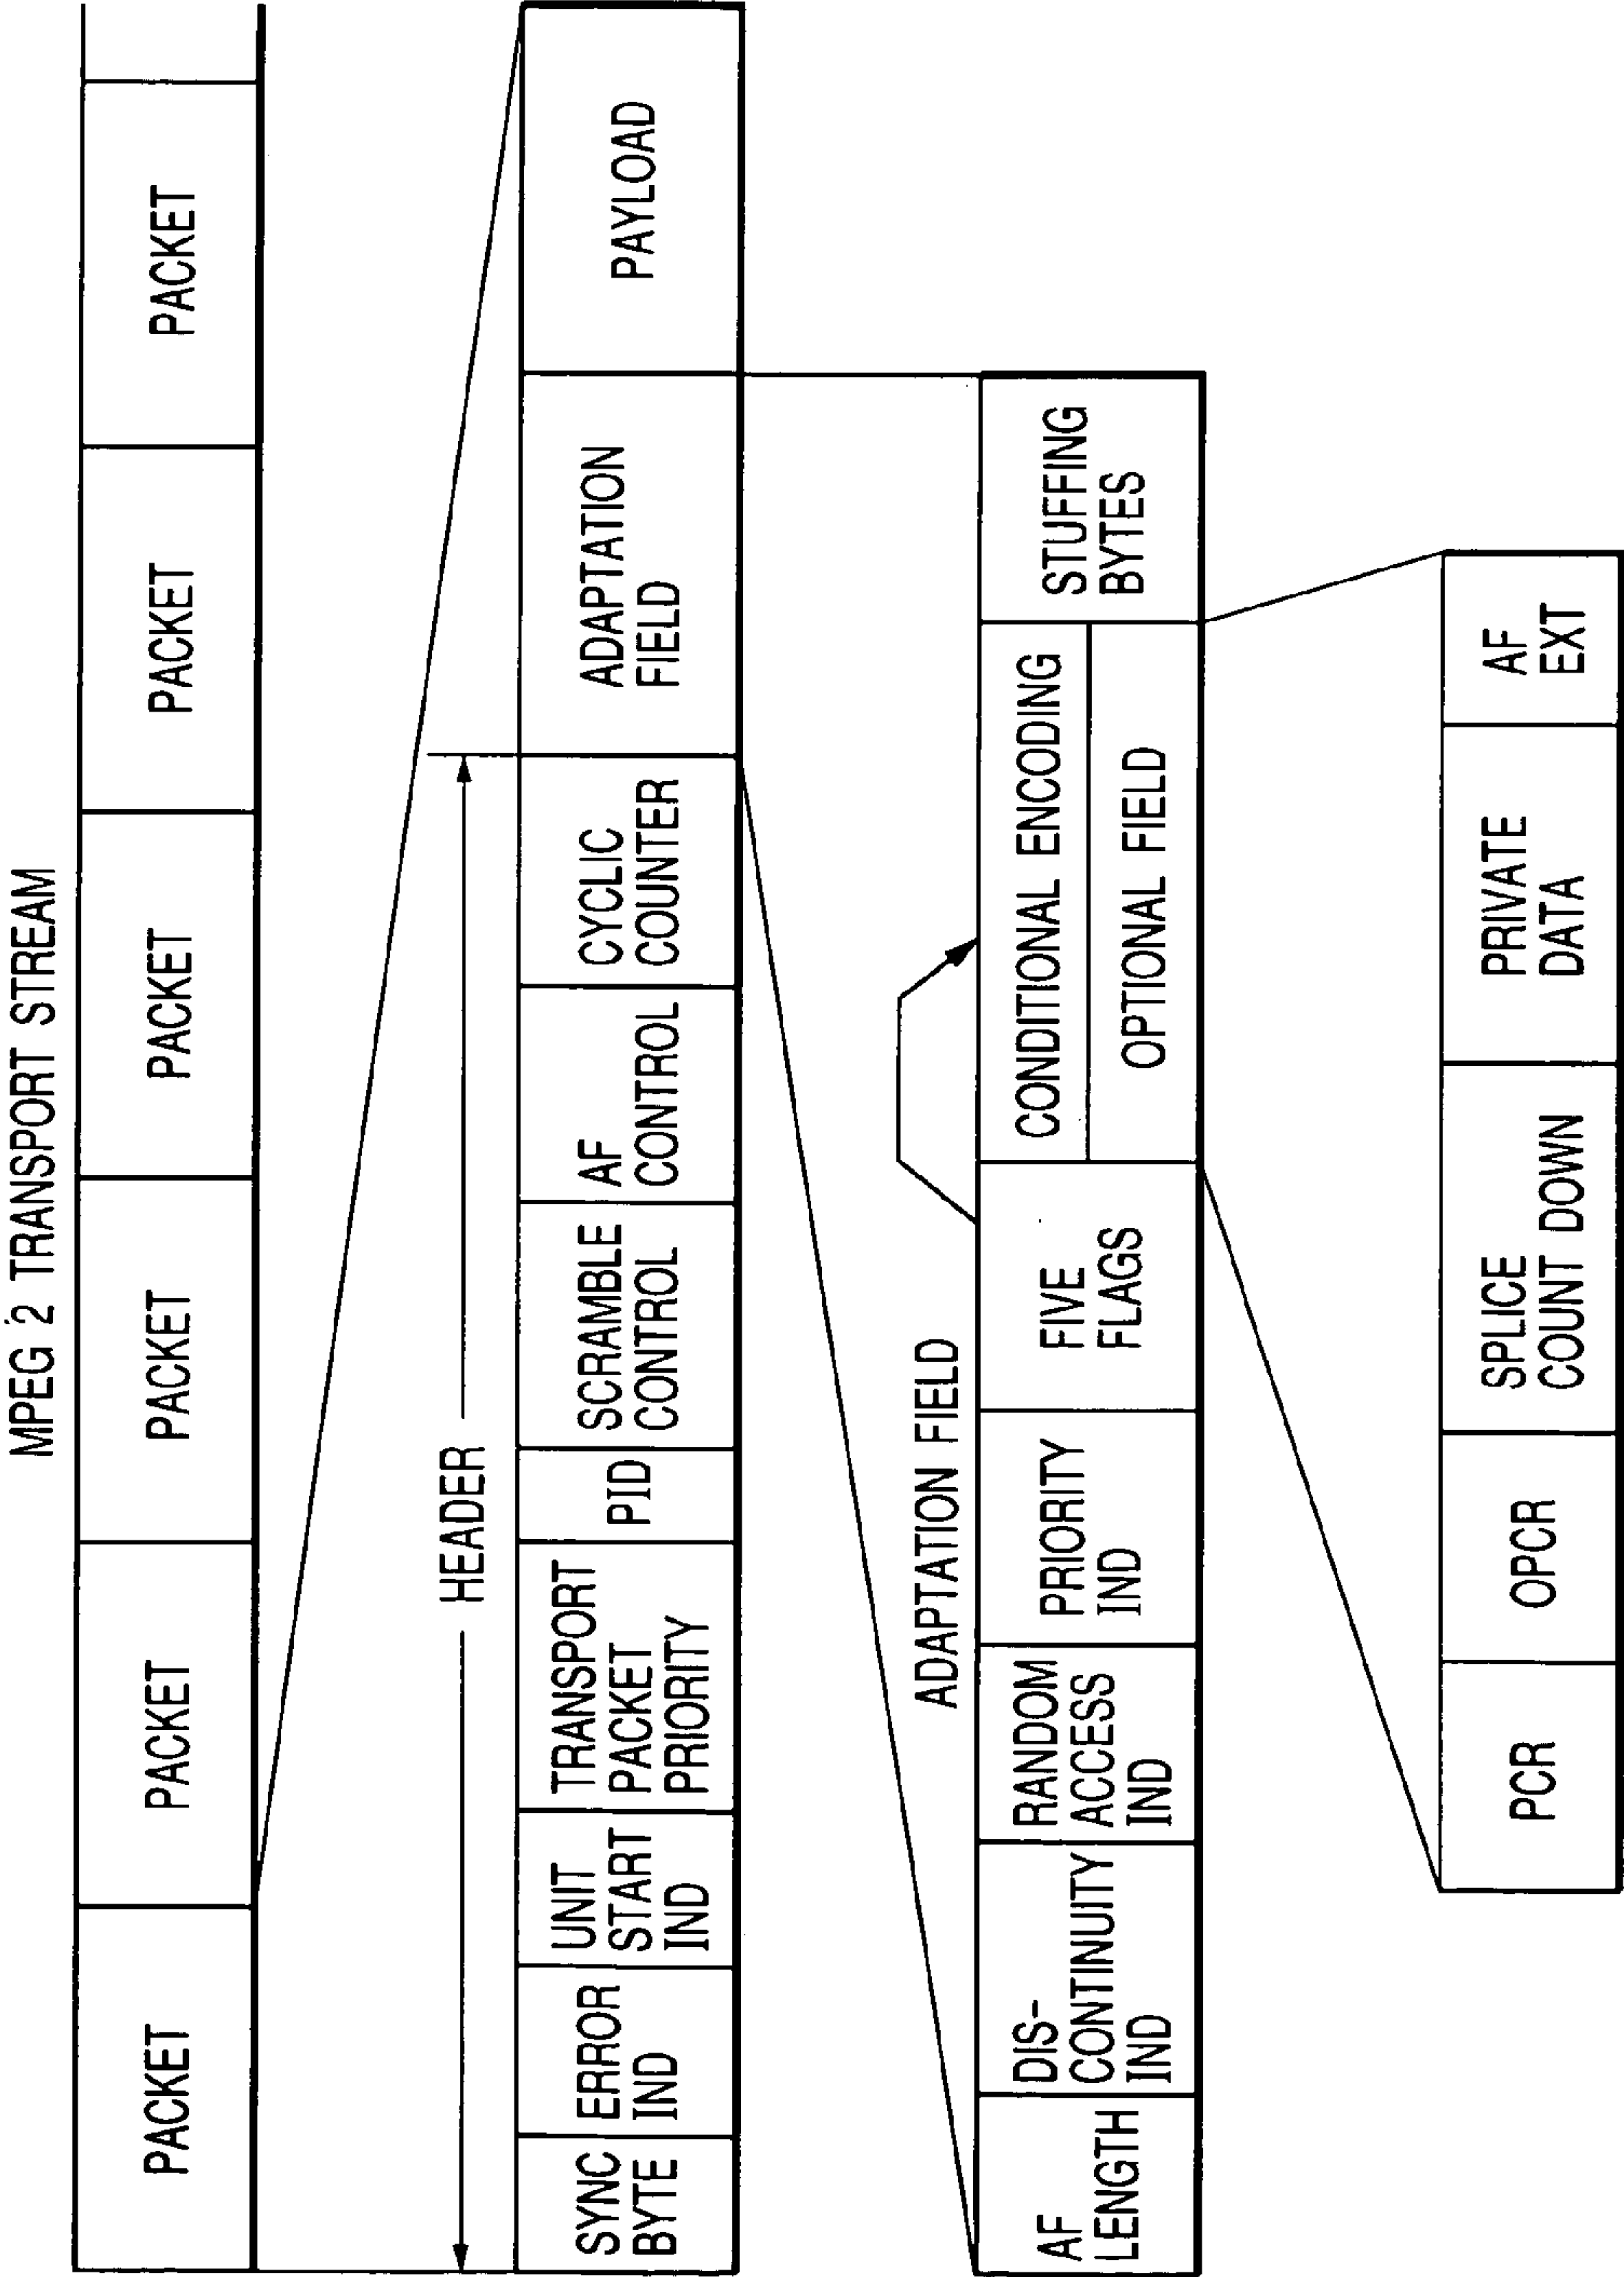 MPEG 2 TRANSPORT STREAM
PACKET
PACKET
PACKET
PACKET
PACKET
PACKET
HEADER
SYNC
BYTE
ERROR
IND
UNIT
START
IND
TRANSPORT
PACKET
PRIORITY
PID
SCRAMBLE
CONTROL
AF
CONTROL
CYCLIC
COUNTER
ADAPTATION
FIELD
PAYLOAD
ADAPTATION FIELD
AF
LENGTH
DIS-
CONTINUITY
IND
RANDOM
ACCESS
IND
PRIORITY
IND
FIVE
FLAGS
CONDITIONAL ENCODING
OPTIONAL FIELD
STUFFING
BYTES
PCR
OPCR
SPLICE
COUNT DOWN
PRIVATE
DATA
AF
EXT